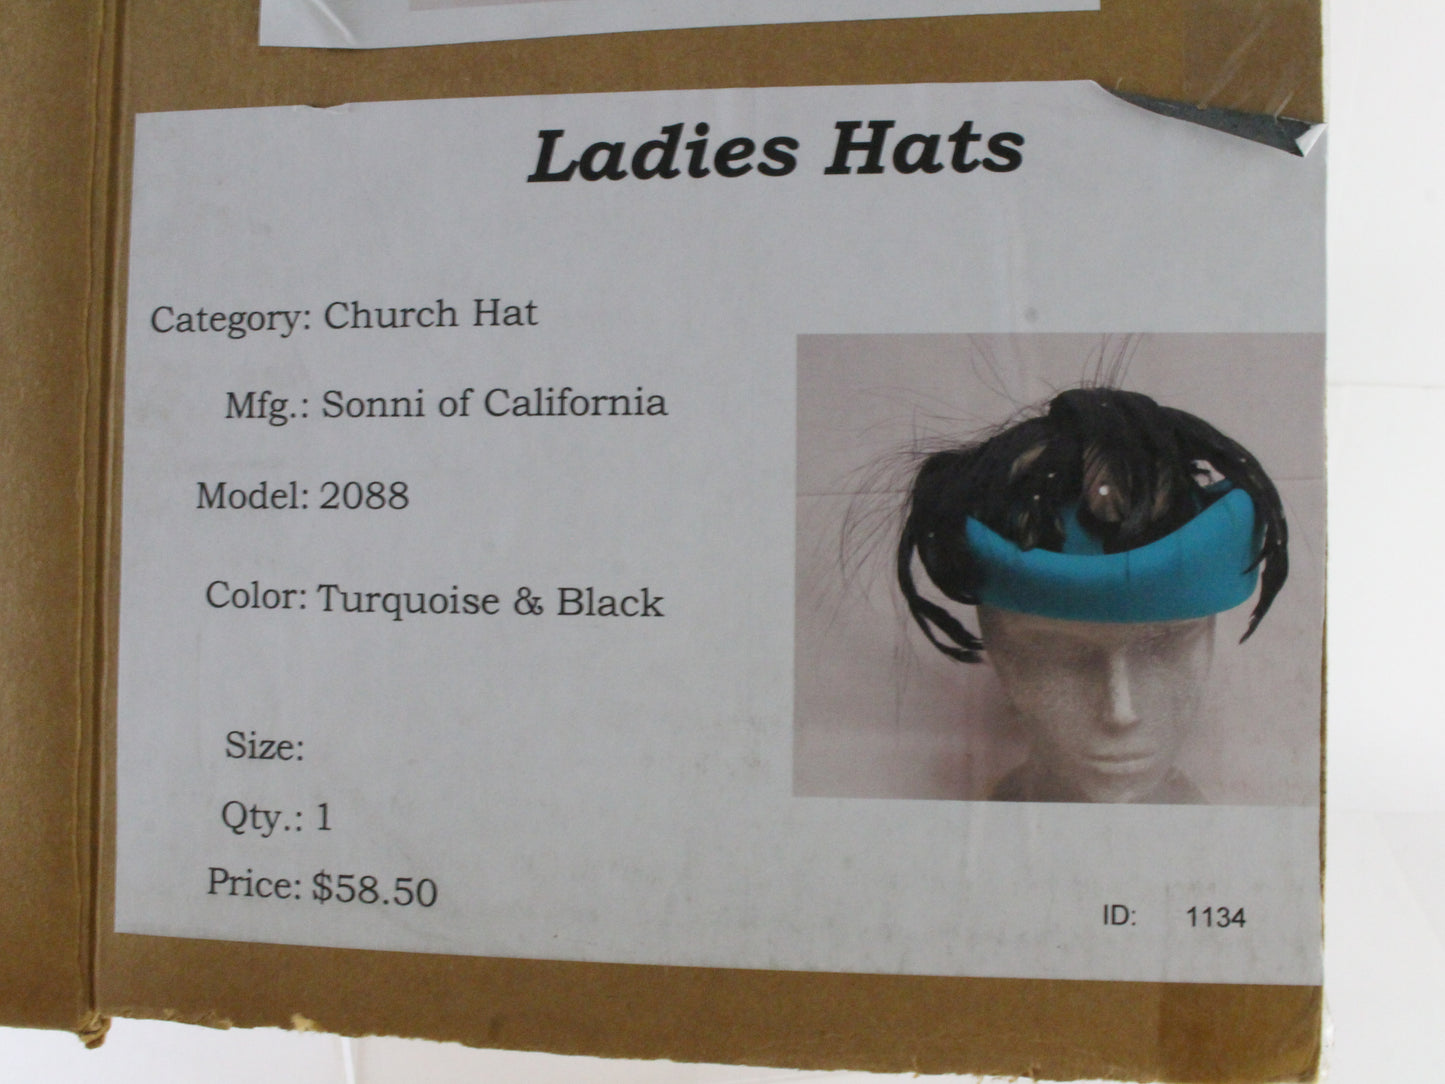 Ladies Hats
Category: Church Hat
Mfg.: Sonni of California
Model: 2088
Color: Turquoise & Black
Size:
Qty.: 1
Price: $58.50
ID: 1134